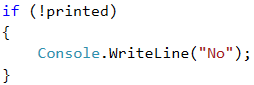 if (!printed)
{
    Console.WriteLine("No");
}